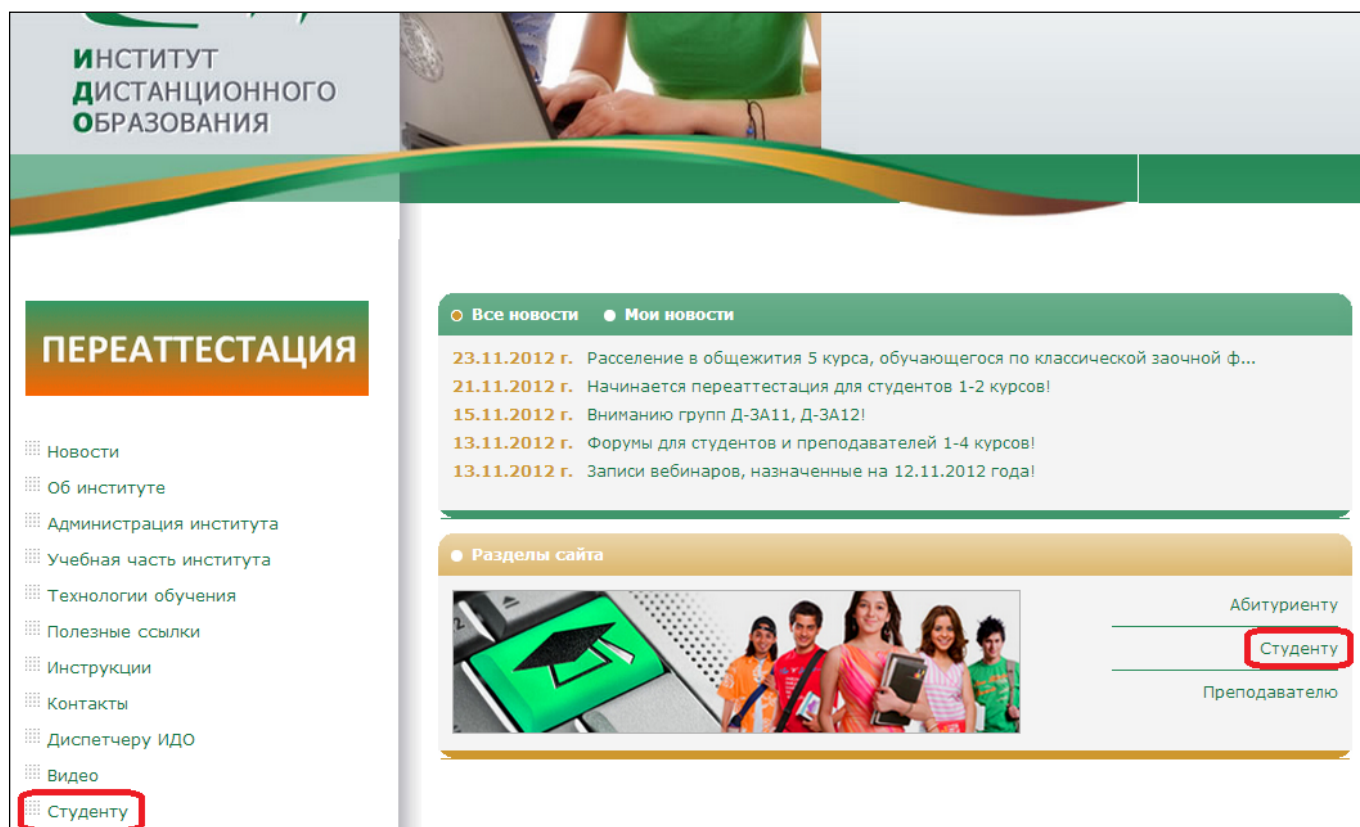 ИНСТИТУТ
ДИСТАНЦИОННОГО
ОБРАЗОВАНИЯ
ПЕРЕАТТЕСТАЦИЯ
Новости
Об институте
Администрация института
Учебная часть института
Технологии обучения
Полезные ссылки
Инструкции
Контакты
Диспетчеру ИДО
Видео
Студенту
Все новости Мои новости
23.11.2012 г. Расселение в общежития 5 курса, обучающегося по классической заочной ф...
21.11.2012 г. Начинается переаттестация для студентов 1-2 курсов!
15.11.2012 г. Вниманию групп Д-ЗА11, Д-ЗА12!
13.11.2012 г. Форумы для студентов и преподавателей 1-4 курсов!
13.11.2012 г. Записи вебинаров, назначенные на 12.11.2012 года!
Разделы сайта
Абитуриенту
Студенту
Преподавателю